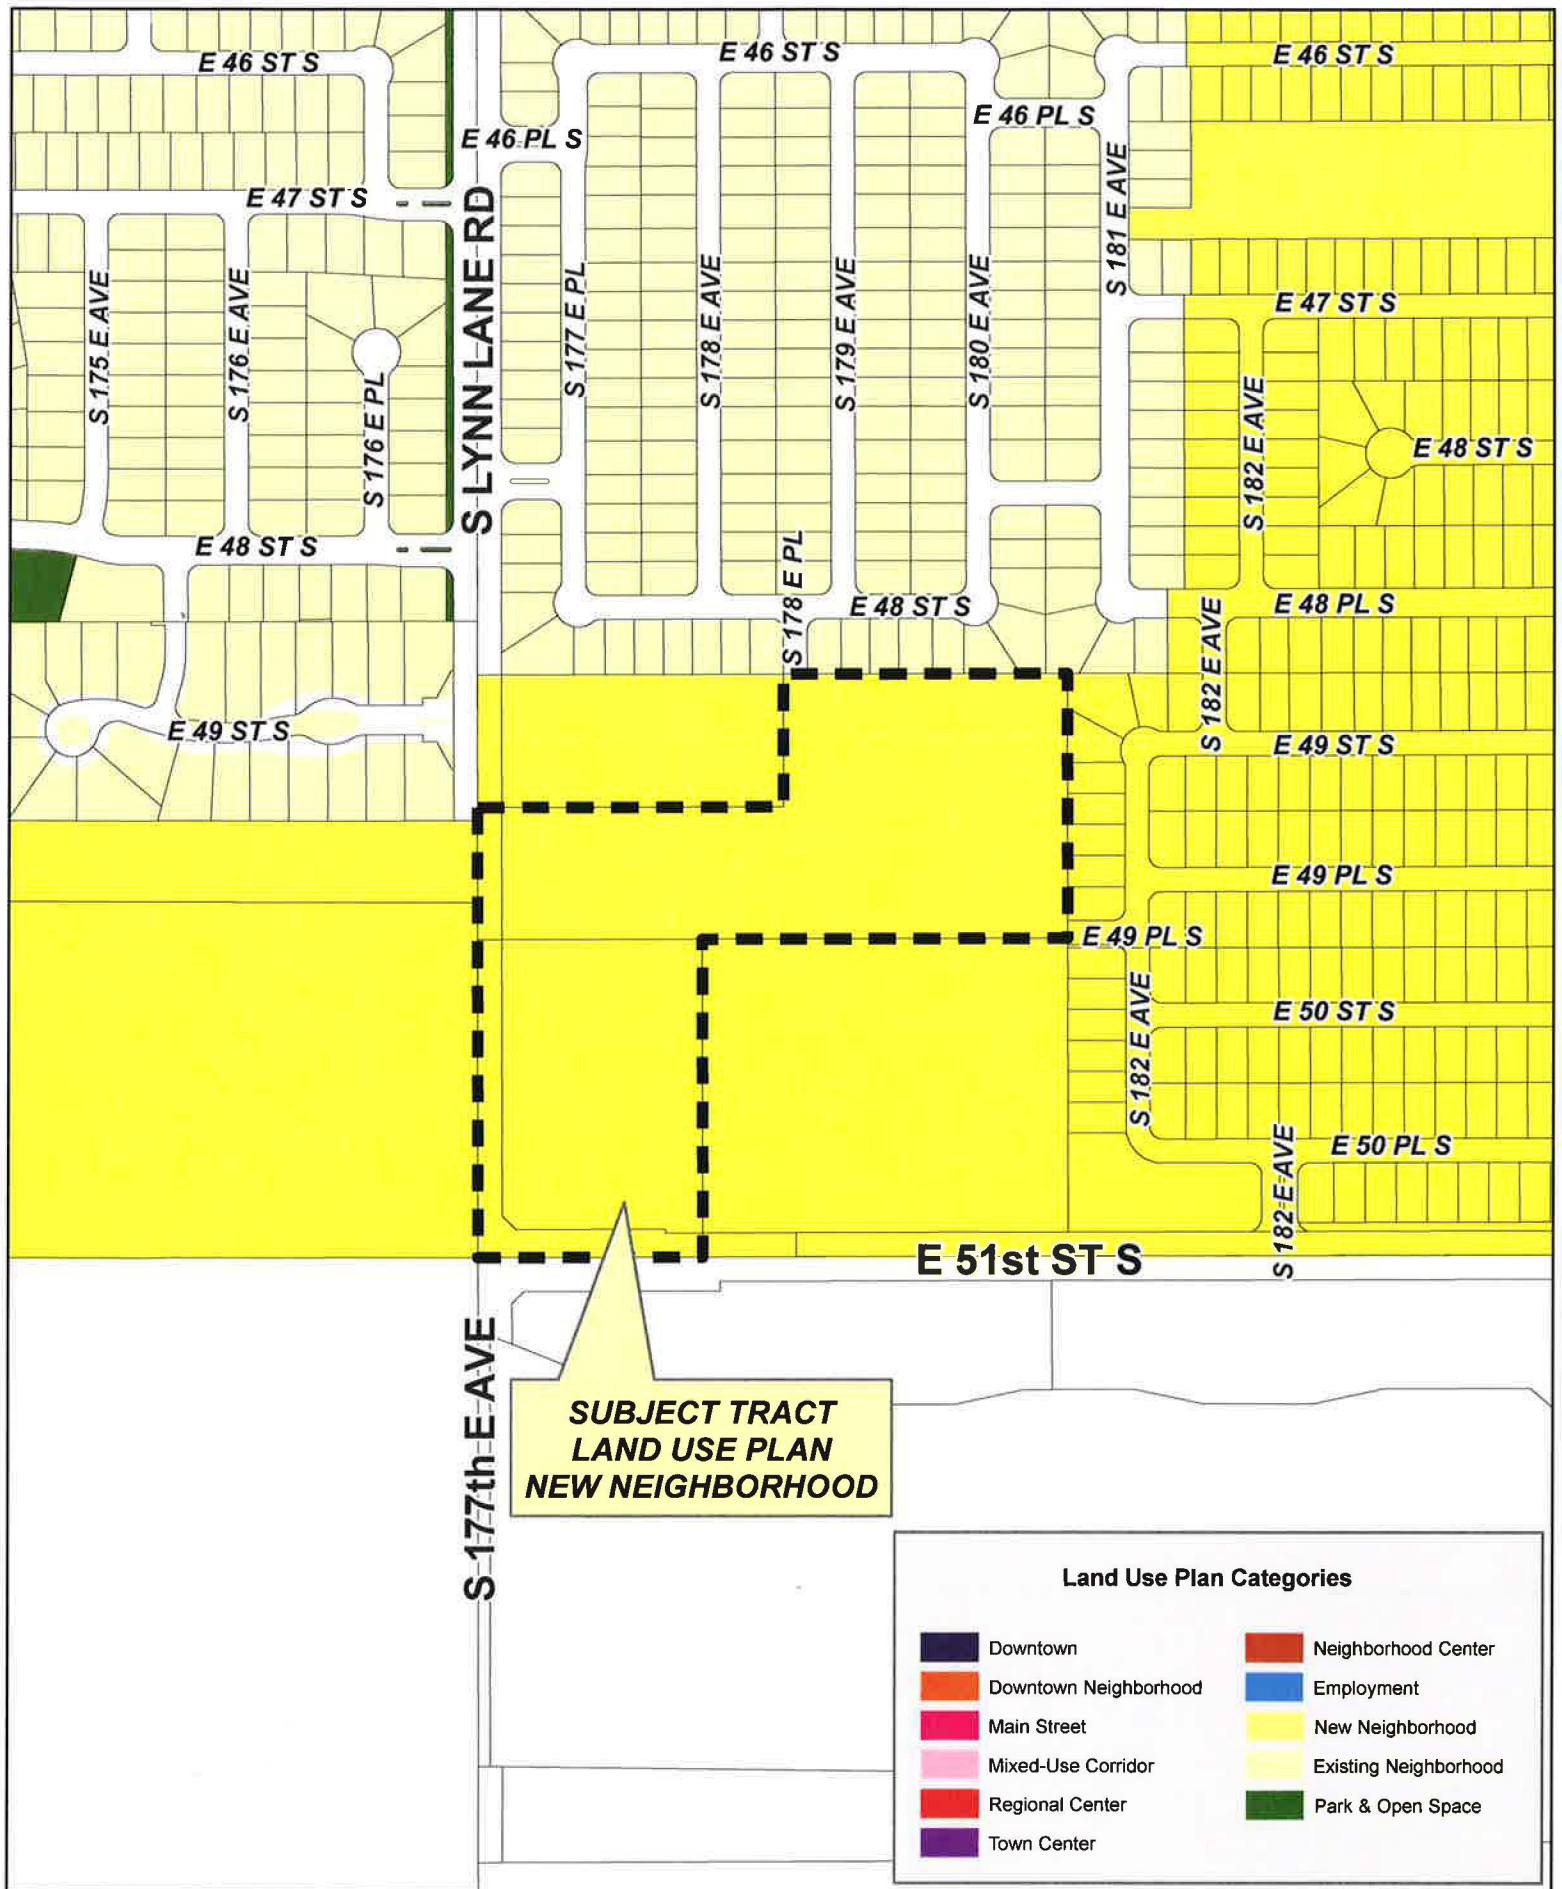 E 46 ST S
E 46 ST S
E 46 ST S
E 46 PL S
E 46 PL S
E 47 ST S
S LYNN LANE RD
S 181 E AVE
S 175 E AVE
S 176 E AVE
S 176 E PL
S 177 E PL
S 178 E AVE
S 179 E AVE
S 180 E AVE
E 47 ST S
S 182 E AVE
E 48 ST S
E 48 ST S
S 178 E PL
E 48 ST S
E 48 PL S
S 182 E AVE
E 49 ST S
E 49 ST S
E 49 PL S
E 49 PL S
S 182 E AVE
E 50 ST S
E 50 PL S
S 182 E AVE
E 51st ST S
S 177th E AVE
SUBJECT TRACT
LAND USE PLAN
NEW NEIGHBORHOOD
Land Use Plan Categories
Downtown
Downtown Neighborhood
Main Street
Mixed-Use Corridor
Regional Center
Town Center
Neighborhood Center
Employment
New Neighborhood
Existing Neighborhood
Park & Open Space